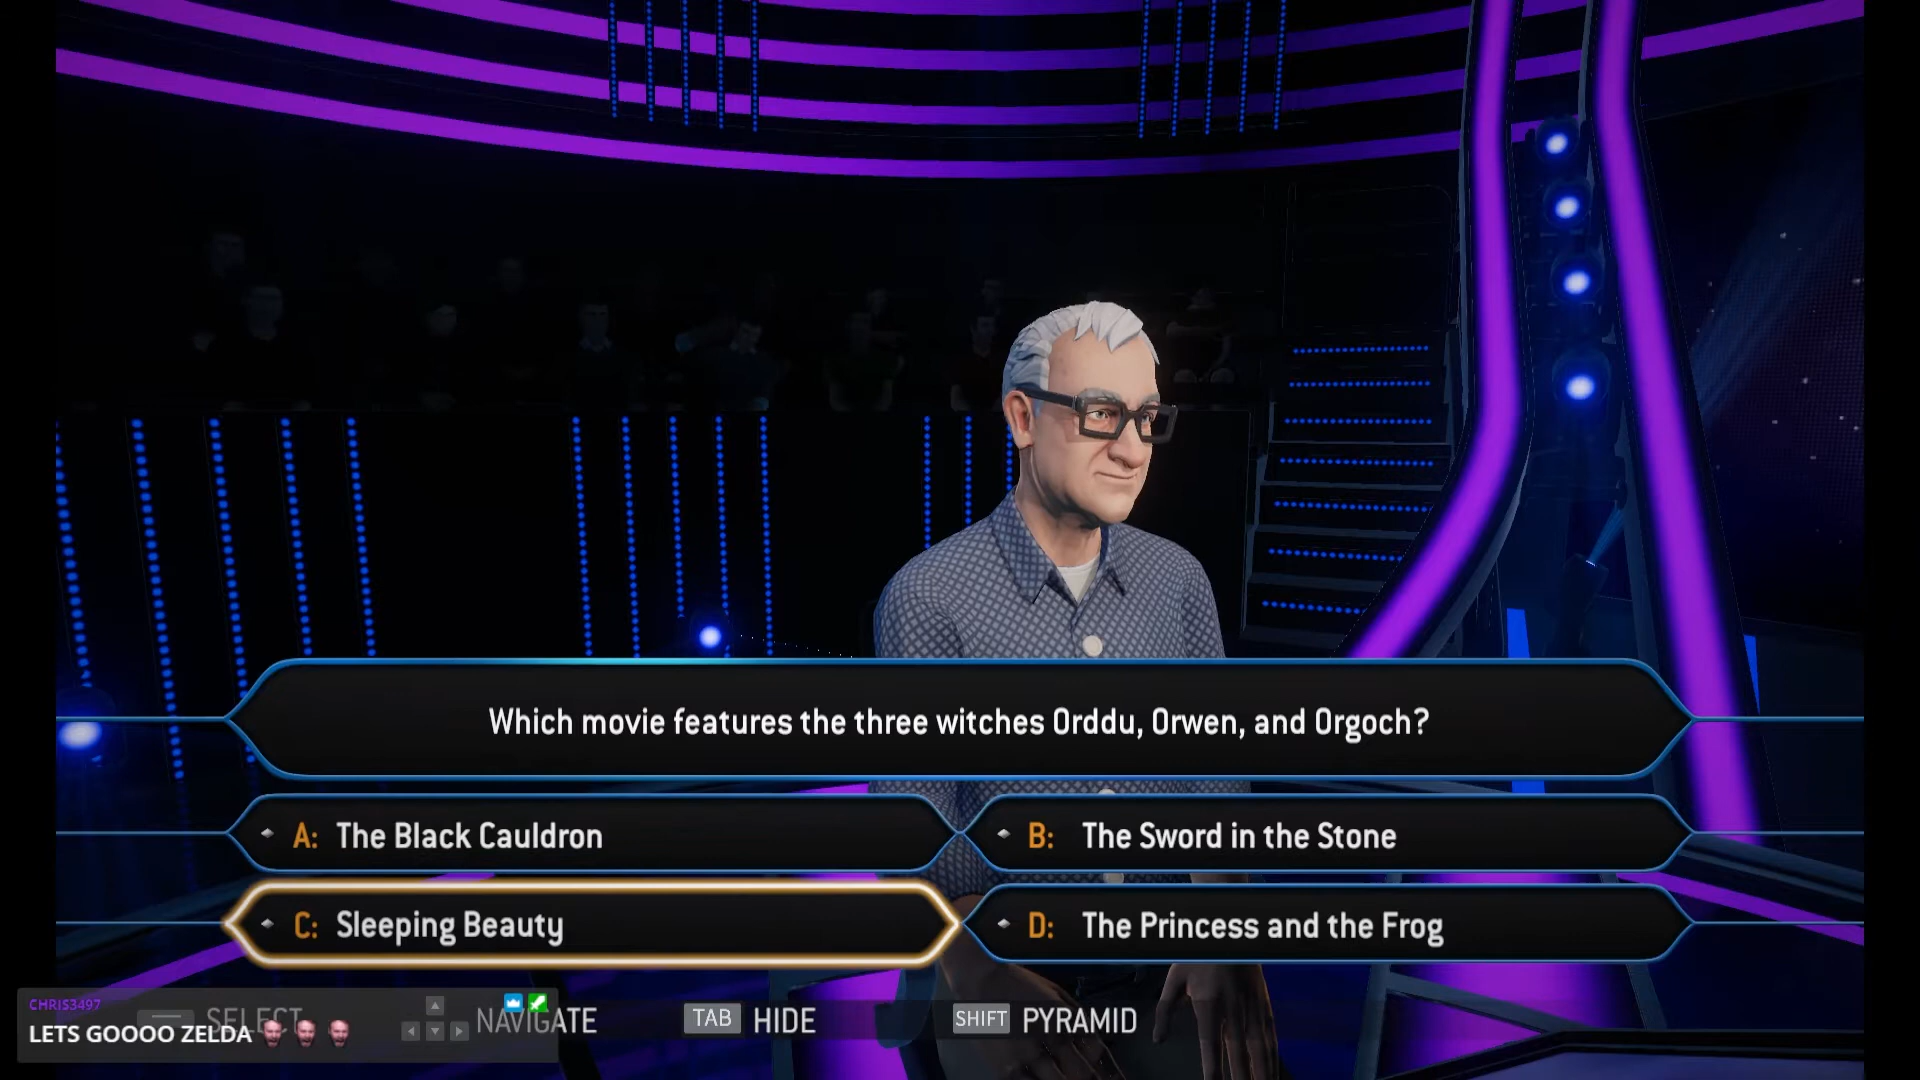 Which movie features the three witches Orddu, Orwen, and Orgoch?
A: The Black Cauldron
B: The Sword in the Stone
C: Sleeping Beauty
D: The Princess and the Frog
SELECT
NAVIGATE
TAB HIDE
SHIFT PYRAMID
CHRIS3497
LETS GOOOO ZELDA